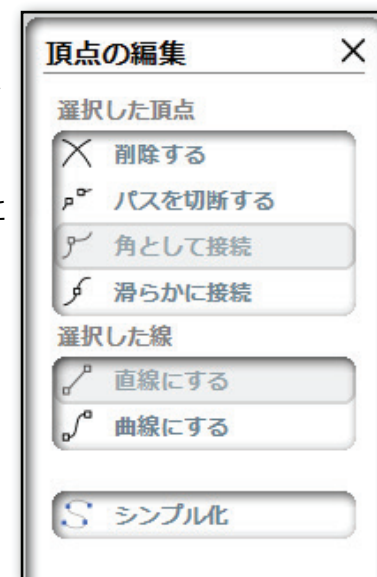 頂点の編集
選択した頂点
削除する
パスを切断する
角として接続
滑らかに接続
選択した線
直線にする
曲線にする
シンプル化